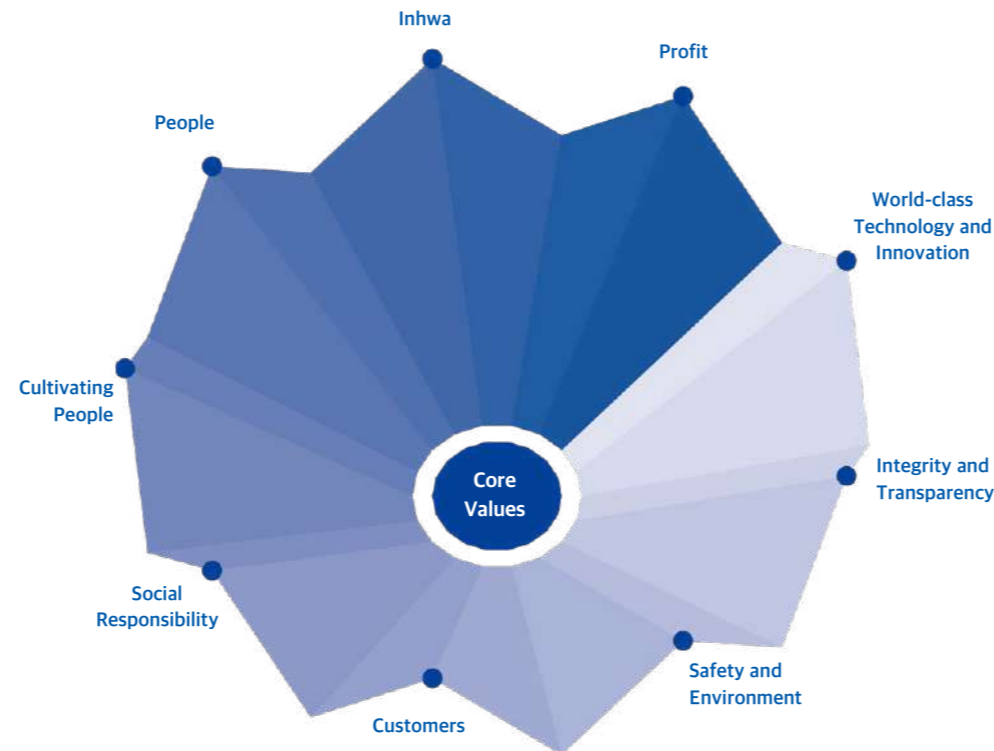 Inhwa
Profit
People
World-class
Technology and
Innovation
Cultivating
People
Core
Values
Integrity and
Transparency
Social
Responsibility
Safety and
Environment
Customers